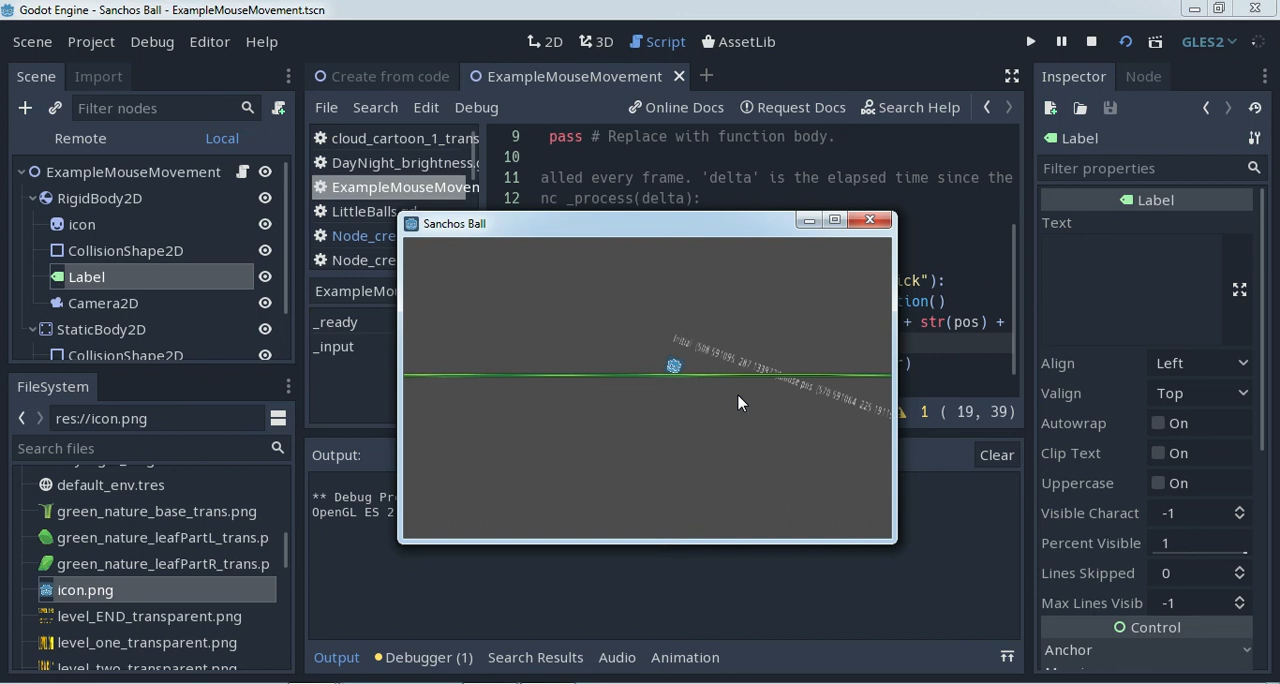 Godot Engine - Sanchos Ball - ExampleMouseMovement.tscn
Scene Project Debug Editor Help
2D 3D Script AssetLib
GLES2
Scene Import
Create from code ExampleMouseMovement
Inspector Node
Filter nodes
File Search Edit Debug
Online Docs Request Docs Search Help
Remote Local
Label
Filter properties
ExampleMouseMovement
RigidBody2D
icon
CollisionShape2D
Label
Camera2D
StaticBody2D
CollisionShape2D
cloud_cartoon_1_trans
DayNight_brightness.g
ExampleMouseMoven
LittleBalls.gd
Node_cre
Node_cre
ExampleMo
_ready
_input
9 pass # Replace with function body.
10
11 alled every frame. 'delta' is the elapsed time since the
12 nc _process(delta):
ick"):
tion()
+ str(pos) +
")
1 ( 19, 39)
Sanchos Ball
Label
Text
Align Left
Valign Top
Autowrap On
Clip Text On
Uppercase On
Visible Charact -1
Percent Visible 1
Lines Skipped 0
Max Lines Visib -1
Control
Anchor
FileSystem
res://icon.png
Search files
default_env.tres
green_nature_base_trans.png
green_nature_leafPartL_trans.p
green_nature_leafPartR_trans.p
icon.png
level_END_transparent.png
level_one_transparent.png
level_two_transparent.png
Output:
Clear
** Debug Pr
OpenGL ES 2
Output Debugger (1) Search Results Audio Animation